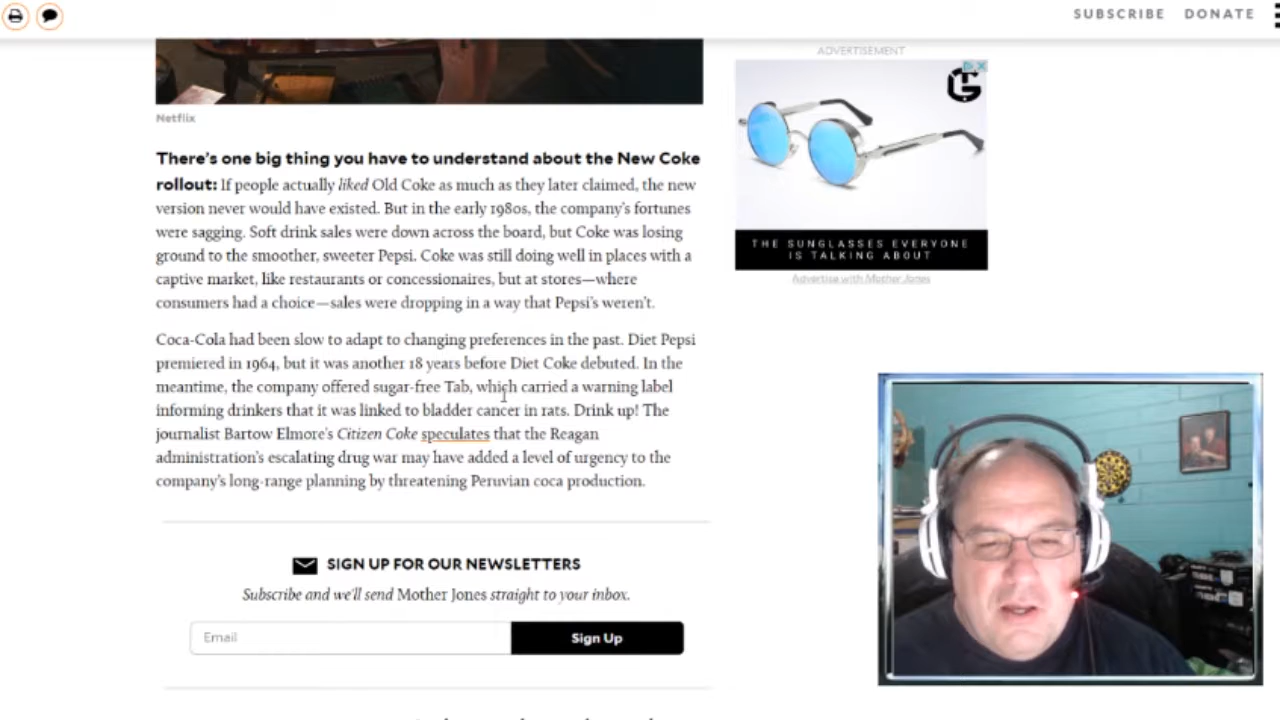 SUBSCRIBE DONATE
ADVERTISEMENT
THE SUNGLASSES EVERYONE
IS TALKING ABOUT
Advertise with Mother Jones
Netflix
There's one big thing you have to understand about the New Coke
rollout: If people actually liked Old Coke as much as they later claimed, the new
version never would have existed. But in the early 1980s, the company's fortunes
were sagging. Soft drink sales were down across the board, but Coke was losing
ground to the smoother, sweeter Pepsi. Coke was still doing well in places with a
captive market, like restaurants or concessionaires, but at stores—where
consumers had a choice—sales were dropping in a way that Pepsi's weren't.
Coca-Cola had been slow to adapt to changing preferences in the past. Diet Pepsi
premiered in 1964, but it was another 18 years before Diet Coke debuted. In the
meantime, the company offered sugar-free Tab, which carried a warning label
informing drinkers that it was linked to bladder cancer in rats. Drink up! The
journalist Bartow Elmore's Citizen Coke speculates that the Reagan
administration's escalating drug war may have added a level of urgency to the
company's long-range planning by threatening Peruvian coca production.
SIGN UP FOR OUR NEWSLETTERS
Subscribe and we'll send Mother Jones straight to your inbox.
Email
Sign Up